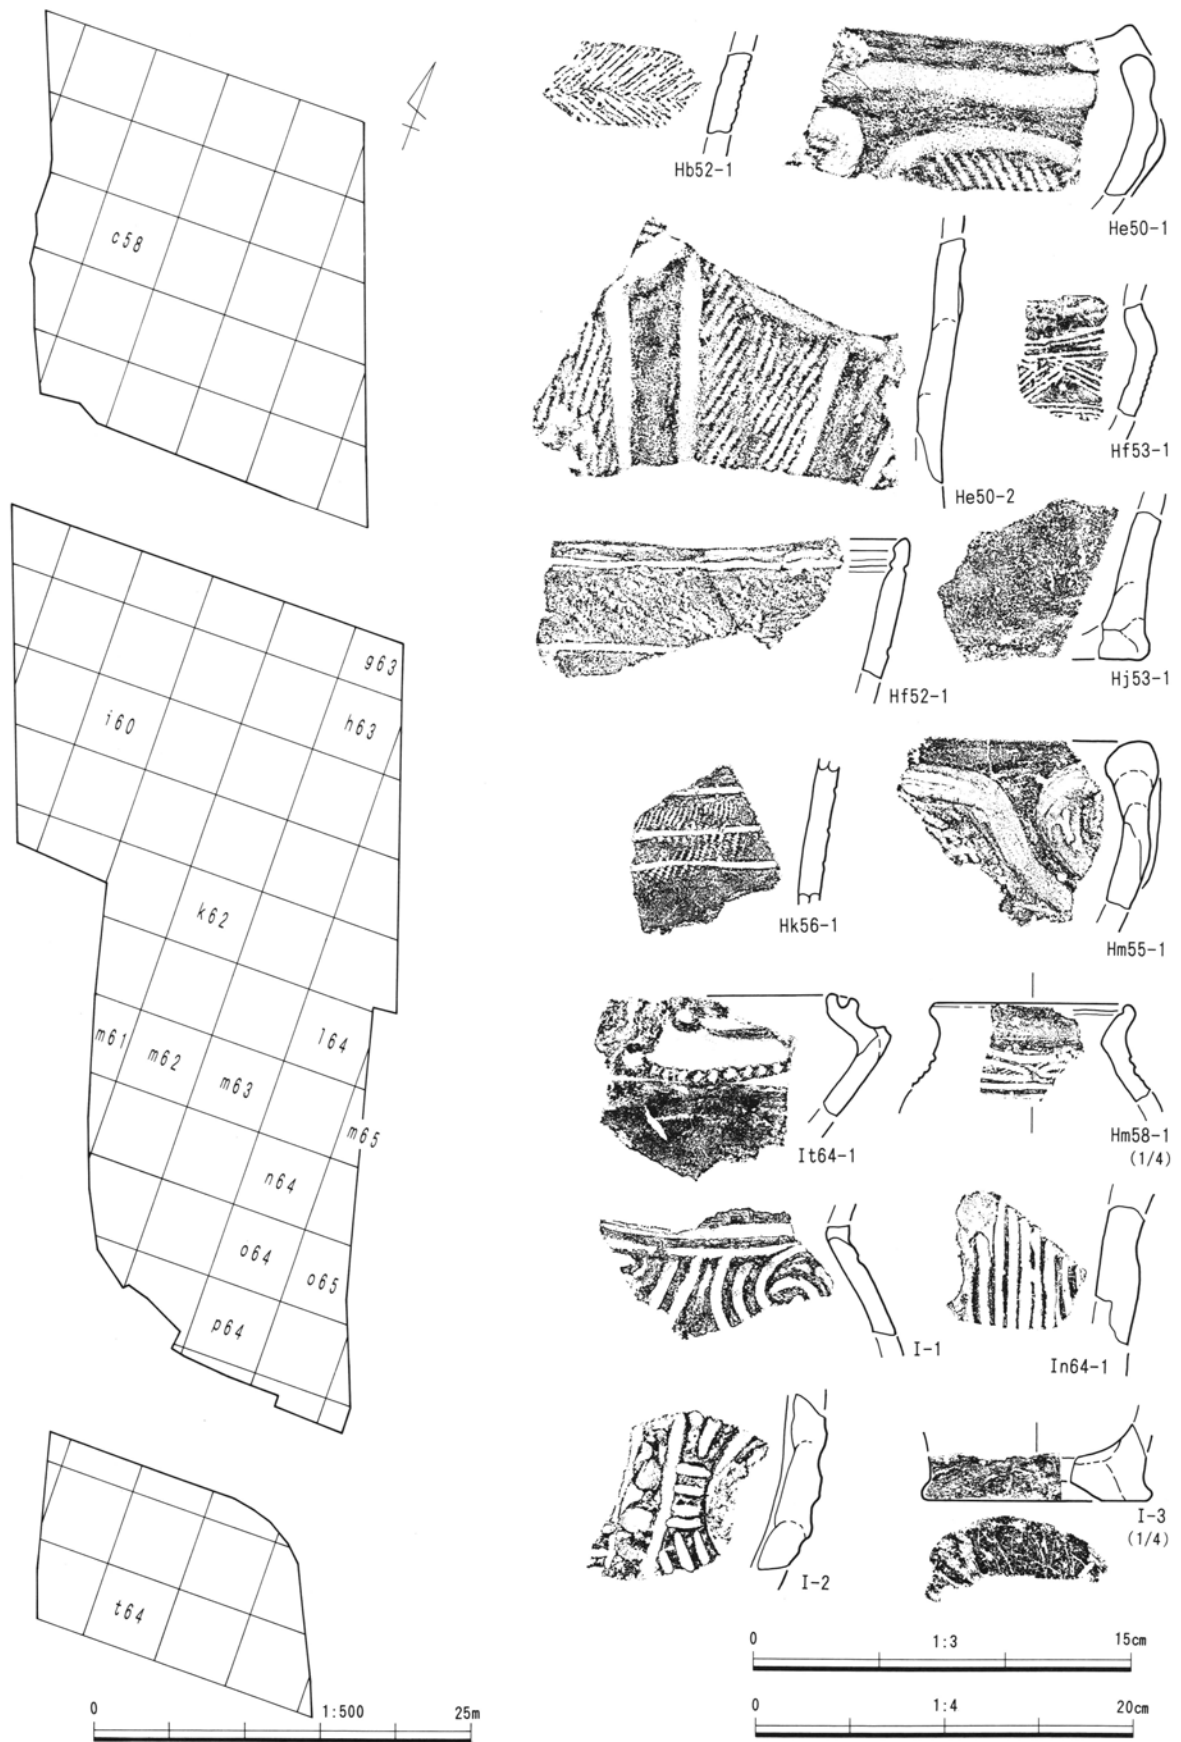 c58
g63
h63
i60
k62
l64
m61
m62
m63
m65
n64
o64
o65
p64
t64
0
1:500
25m
Hb52-1
He50-1
He50-2
Hf53-1
Hf52-1
Hj53-1
Hk56-1
Hm55-1
It64-1
Hm58-1
(1/4)
I-1
In64-1
I-2
I-3
(1/4)
0
1:3
15cm
0
1:4
20cm